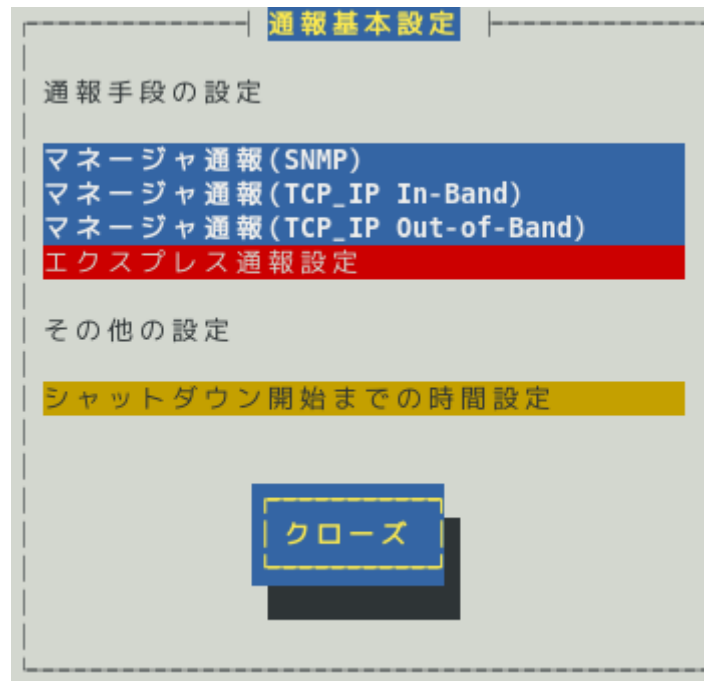 通報基本設定
通報手段の設定
マネージャ通報(SNMP)
マネージャ通報(TCP_IP In-Band)
マネージャ通報(TCP_IP Out-of-Band)
エクスプレス通報設定
その他の設定
シャットダウン開始までの時間設定
クローズ